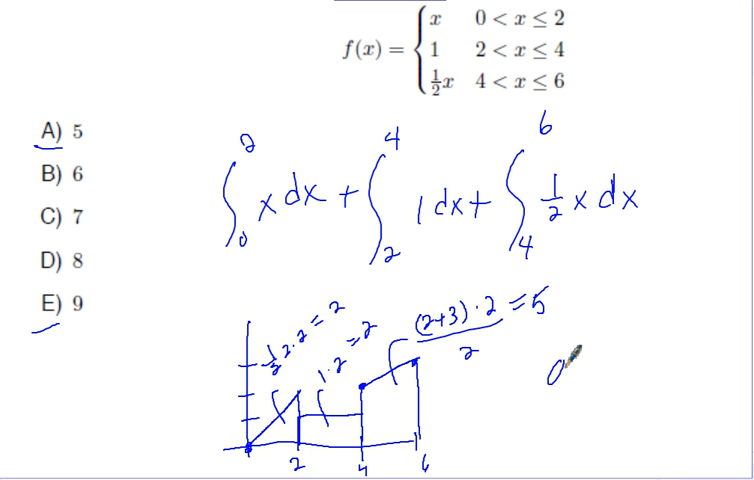 f(x) = { x 0 < x ≤ 2
1 2 < x ≤ 4
1/2 x 4 < x ≤ 6
A) 5
B) 6
C) 7
D) 8
E) 9
∫₀² x dx + ∫₂⁴ 1 dx + ∫₄⁶ 1/2 x dx
1/2 2·2 = 2
1·2 = 2
(2+3)·2 / 2 = 5
2 4 6